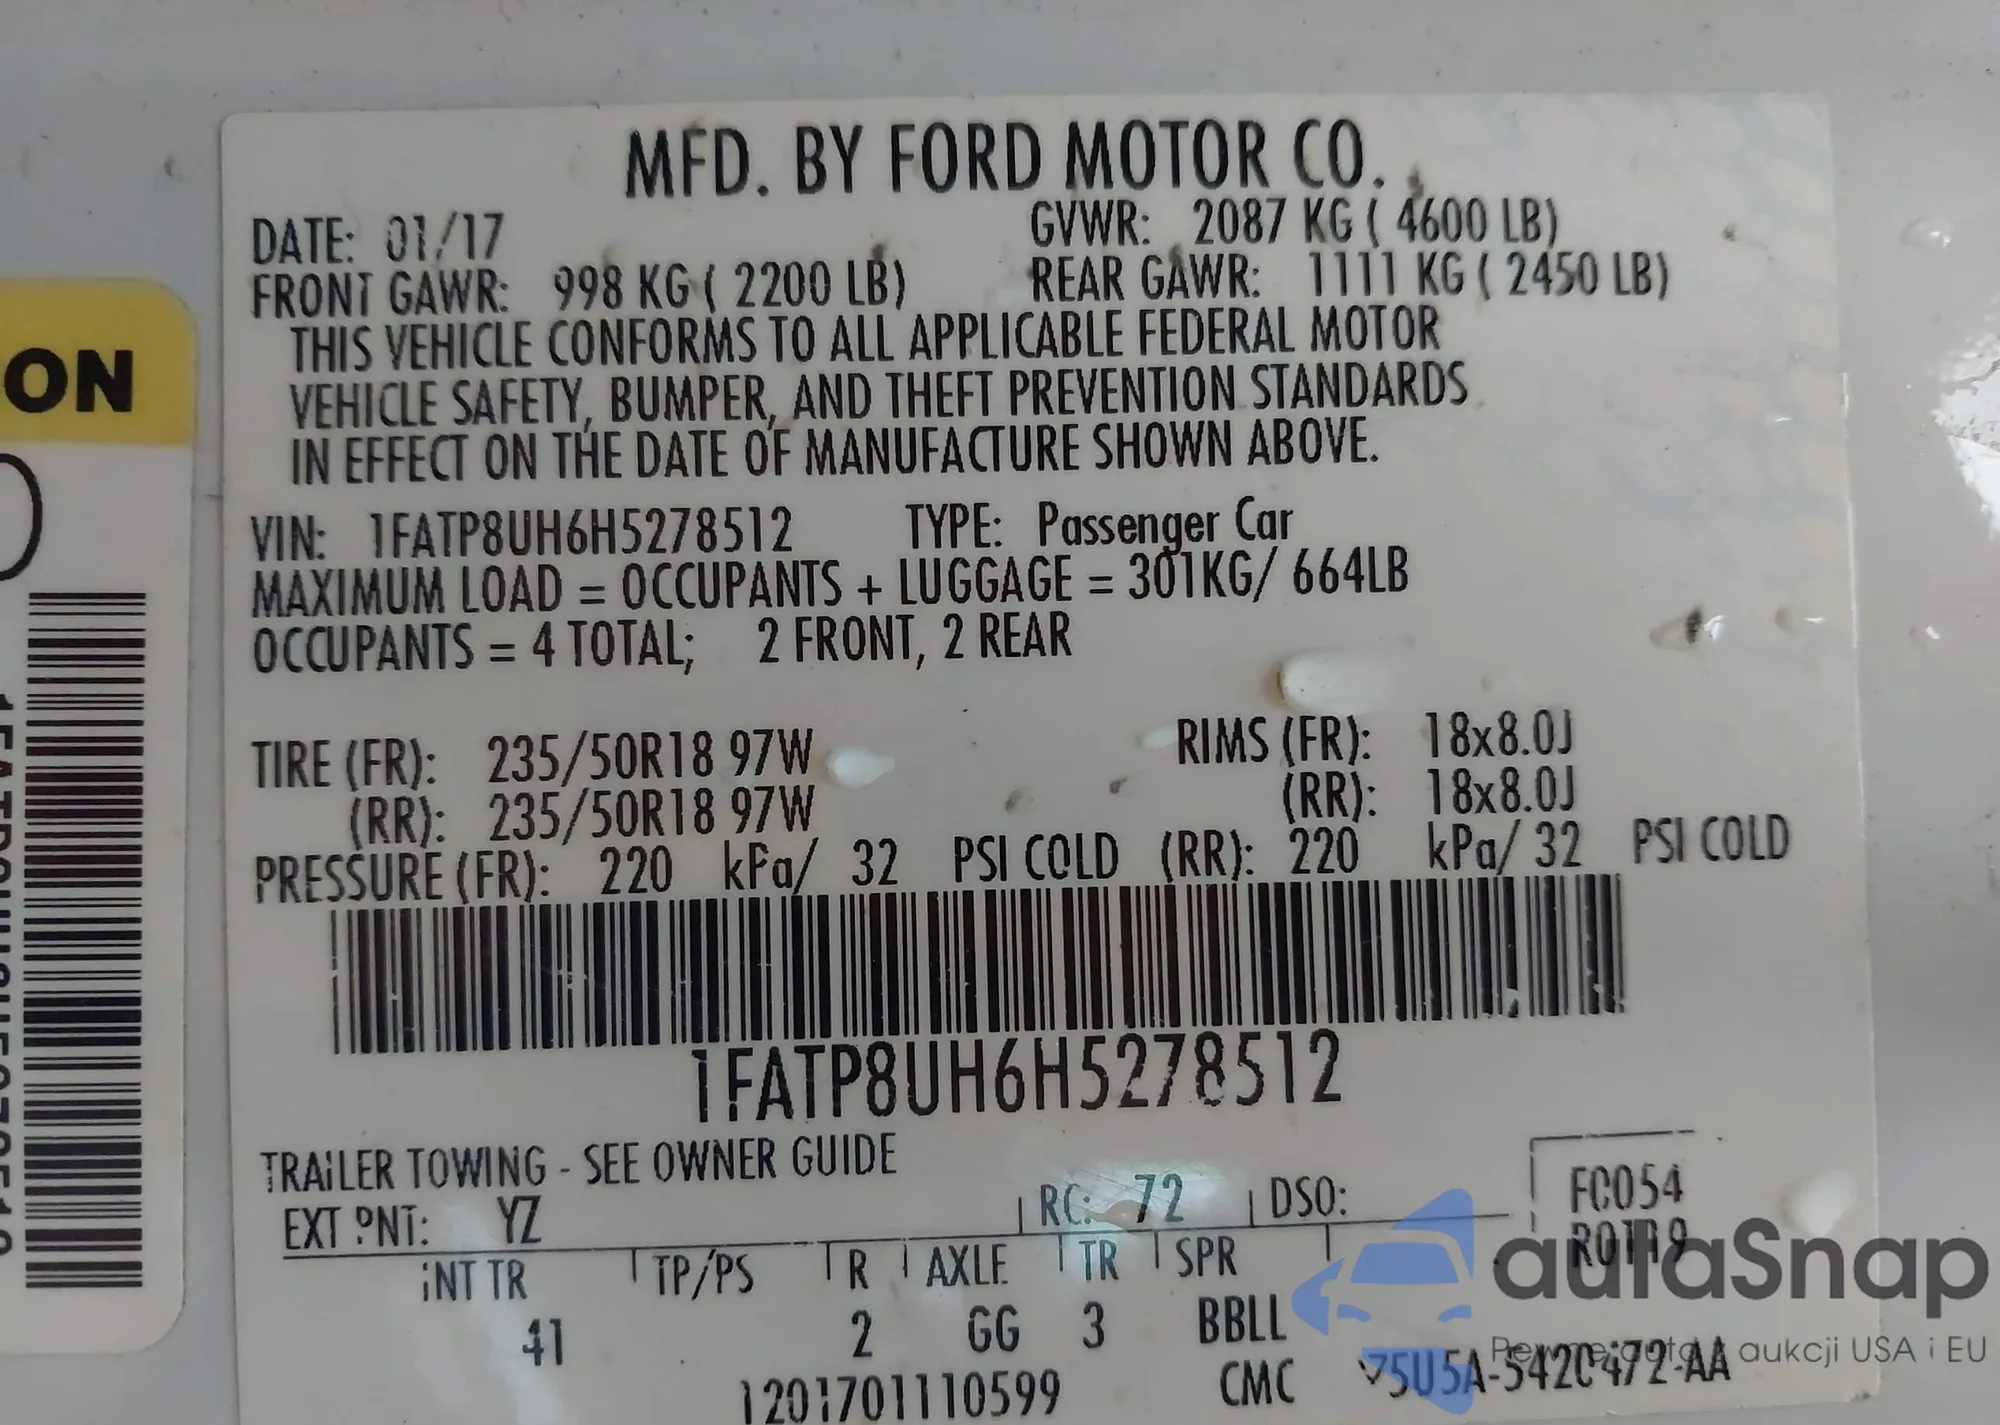 MFD. BY FORD MOTOR CO.
DATE: 01/17 GVWR: 2087 KG ( 4600 LB)
FRONT GAWR: 998 KG ( 2200 LB) REAR GAWR: 1111 KG ( 2450 LB)
THIS VEHICLE CONFORMS TO ALL APPLICABLE FEDERAL MOTOR
VEHICLE SAFETY, BUMPER, AND THEFT PREVENTION STANDARDS
IN EFFECT ON THE DATE OF MANUFACTURE SHOWN ABOVE.
VIN: 1FATP8UH6H5278512 TYPE: Passenger Car
MAXIMUM LOAD = OCCUPANTS + LUGGAGE = 301KG/ 664LB
OCCUPANTS = 4 TOTAL; 2 FRONT, 2 REAR
TIRE (FR): 235/50R18 97W RIMS (FR): 18x8.0J
(RR): 235/50R18 97W (RR): 18x8.0J
PRESSURE (FR): 220 kPa/ 32 PSI COLD (RR): 220 kPa/ 32 PSI COLD
1FATP8UH6H5278512
TRAILER TOWING - SEE OWNER GUIDE
EXT PNT: YZ RC: 72 DSO: FC054
INT TR TP/PS R AXLE TR SPR
41 2 GG 3 BBLL
1201701110599 CMC
ON
autaSnap
aukcji USA i EU